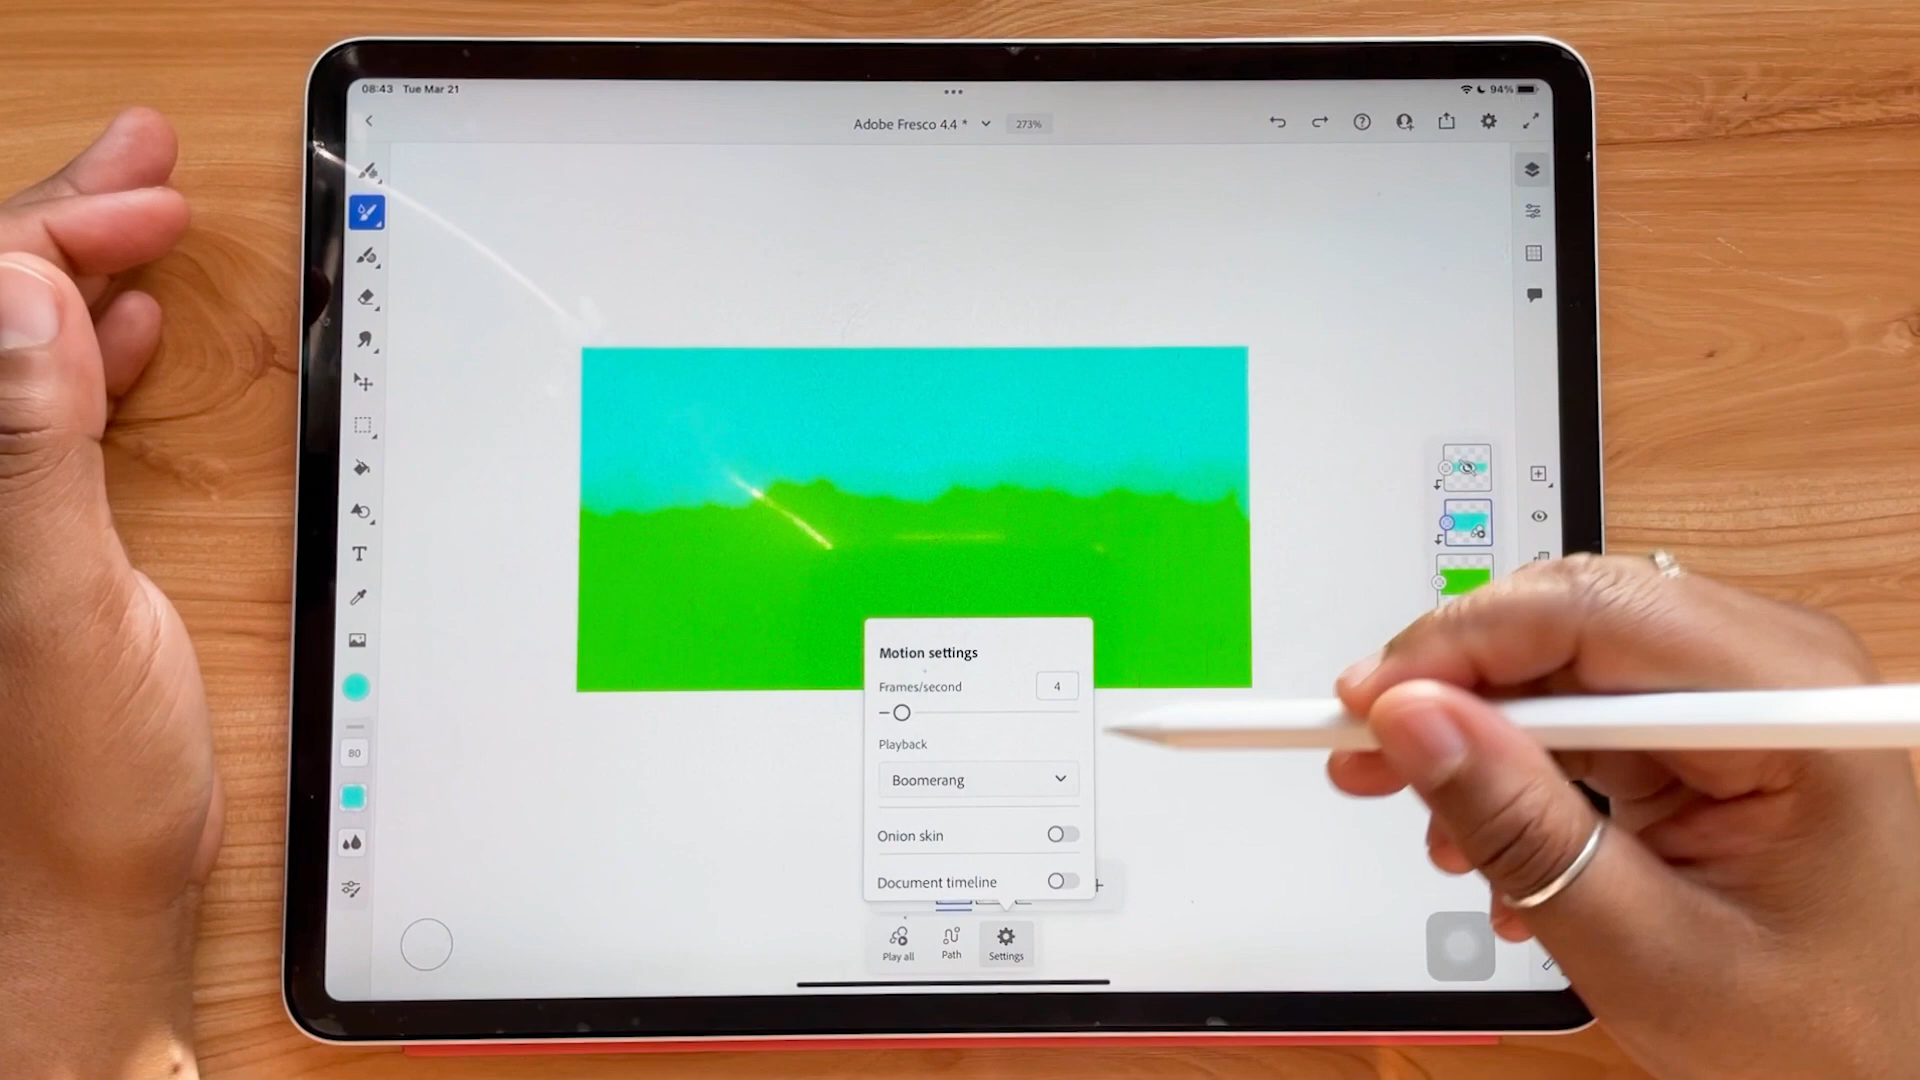 08:43 Tue Mar 21
94%
Adobe Fresco 4.4 *
273%
T
80
Motion settings
Frames/second 4
Playback
Boomerang
Onion skin
Document timeline
Play all Path Settings